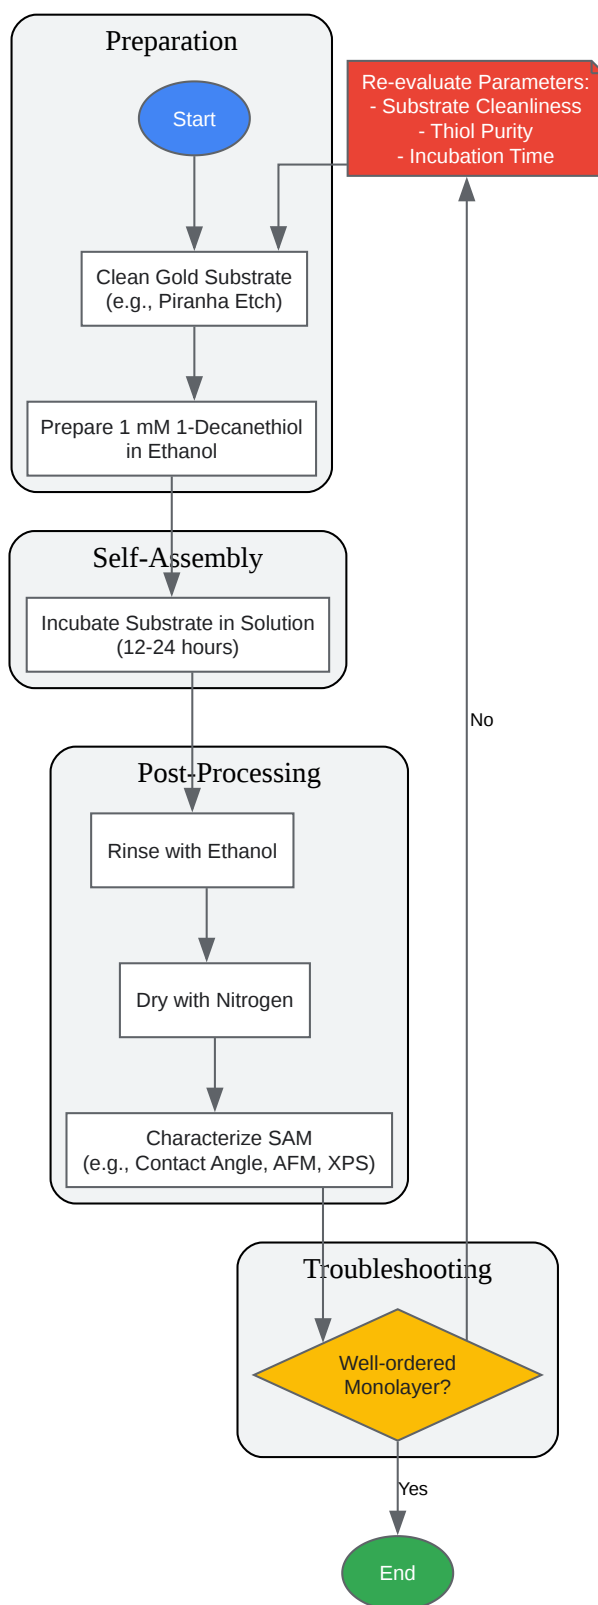 Preparation
Start
Re-evaluate Parameters:
- Substrate Cleanliness
- Thiol Purity
- Incubation Time
Clean Gold Substrate
(e.g., Piranha Etch)
Prepare 1 mM 1-Decanethiol
in Ethanol
Self-Assembly
Incubate Substrate in Solution
(12-24 hours)
No
Post-Processing
Rinse with Ethanol
Dry with Nitrogen
Characterize SAM
(e.g., Contact Angle, AFM, XPS)
Troubleshooting
Well-ordered
Monolayer?
Yes
End